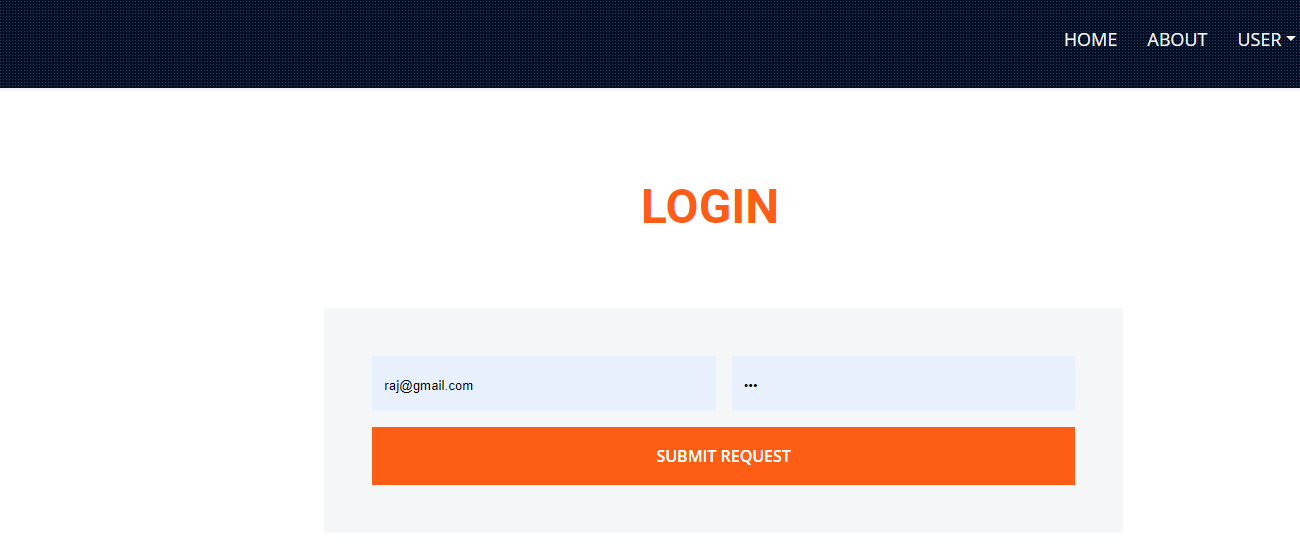 HOME ABOUT USER
LOGIN
raj@gmail.com •••
SUBMIT REQUEST